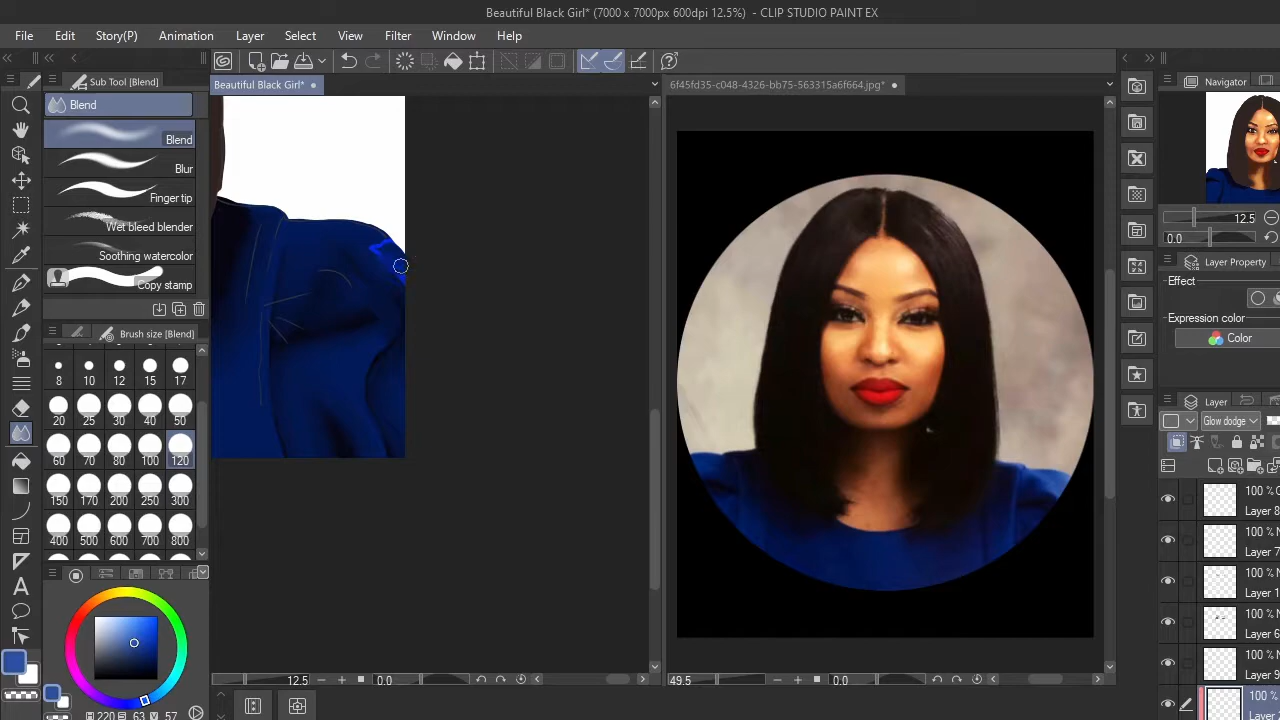 Beautiful Black Girl* (7000 x 7000px 600dpi 12.5%) - CLIP STUDIO PAINT EX
File Edit Story(P) Animation Layer Select View Filter Window Help
Sub Tool [Blend]
Blend
Blend
Blur
Finger tip
Wet bleed blender
Soothing watercolor
Copy stamp
Brush size [Blend]
8 10 12 15 17
20 25 30 40 50
60 70 80 100 120
150 170 200 250 300
400 500 600 700 800
220 S 63 V 57
Beautiful Black Girl*
12.5 0.0
6f45fd35-c048-4326-bb75-563315a6f664.jpg*
49.5 0.0
Navigator
12.5
0.0
Layer Property
Effect
Expression color
Color
Layer
Glow dodge
100 %
Layer 8
100 %
Layer 7
100 %
Layer 1
100 %
Layer 6
100 %
Layer 9
100 %
Layer